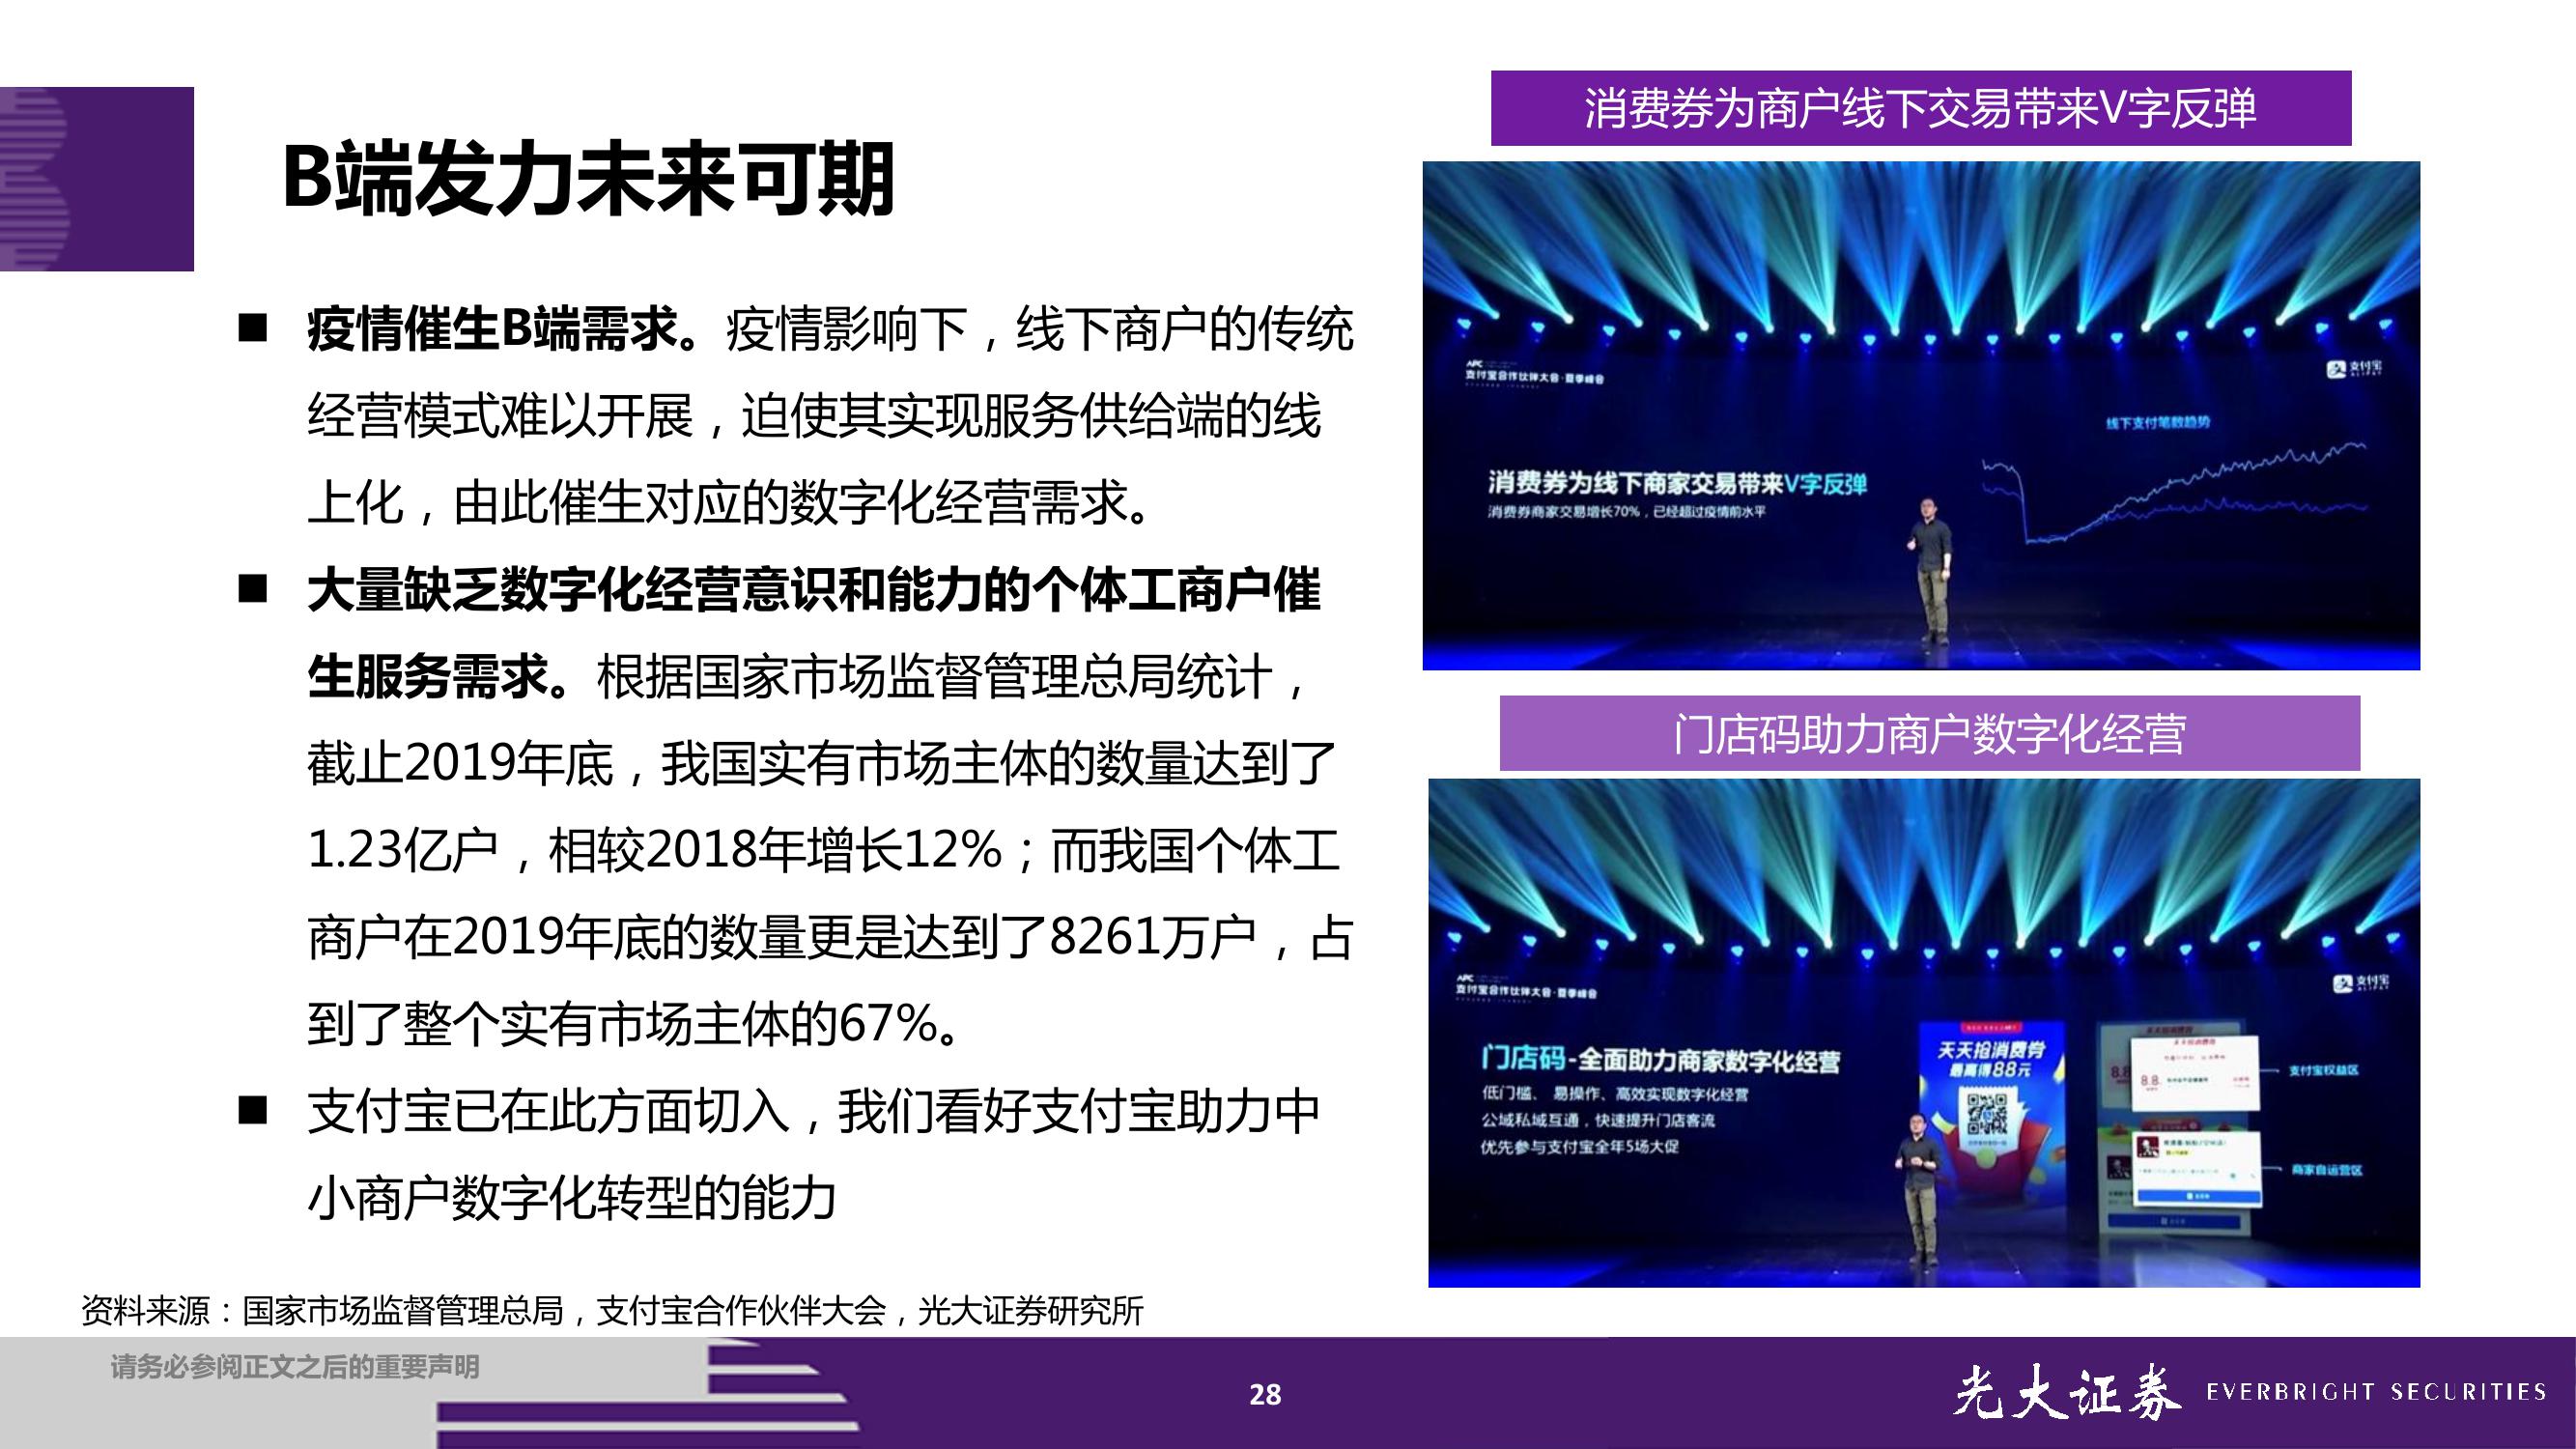 消费券为商户线下交易带来V字反弹
B端发力未来可期
■ 疫情催生B端需求。疫情影响下，线下商户的传统
经营模式难以开展，迫使其实现服务供给端的线
上化，由此催生对应的数字化经营需求。
■ 大量缺乏数字化经营意识和能力的个体工商户催
生服务需求。根据国家市场监督管理总局统计，
截止2019年底，我国实有市场主体的数量达到了
1.23亿户，相较2018年增长12%；而我国个体工
商户在2019年底的数量更是达到了8261万户，占
到了整个实有市场主体的67%。
■ 支付宝已在此方面切入，我们看好支付宝助力中
小商户数字化转型的能力
APC
支付宝合作伙伴大会·夏季峰会
支付宝
ALIPAY
线下支付笔数趋势
消费券为线下商家交易带来V字反弹
消费券商家交易增长70%，已经超过疫情前水平
门店码助力商户数字化经营
APC
支付宝合作伙伴大会·夏季峰会
支付宝
ALIPAY
门店码-全面助力商家数字化经营
低门槛、易操作、高效实现数字化经营
公域私域互通，快速提升门店客流
优先参与支付宝全年5场大促
天天抢消费券
最高得88元
8.8
支付宝权益区
商家自运营区
资料来源：国家市场监督管理总局，支付宝合作伙伴大会，光大证券研究所
请务必参阅正文之后的重要声明
28
光大证券 EVERBRIGHT SECURITIES